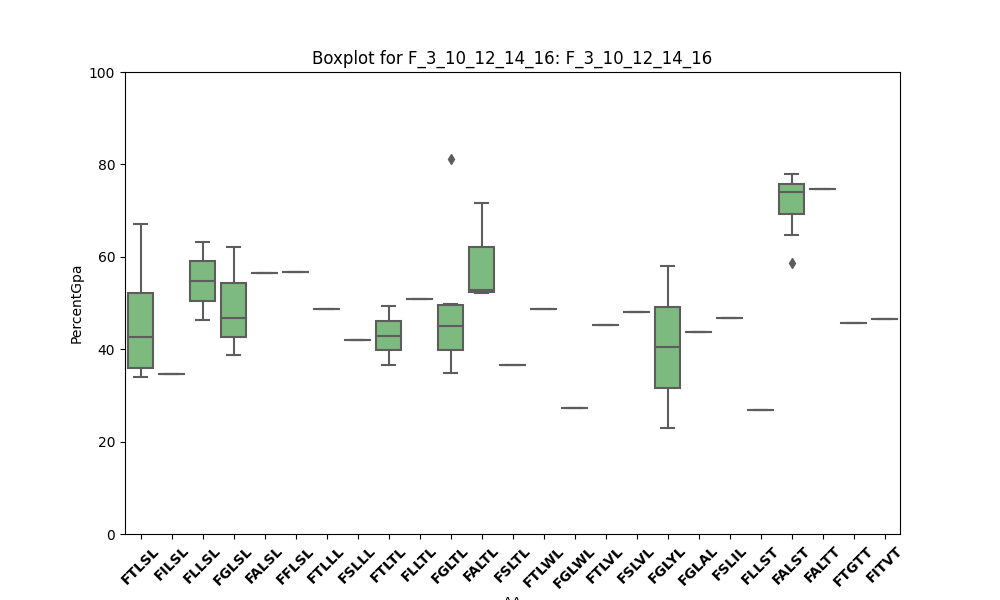 Boxplot for F_3_10_12_14_16: F_3_10_12_14_16
100
80
60
40
20
0
PercentGpa
FTLSL
FILSL
FLLSL
FGLSL
FALSL
FFLSL
FTLLL
FSLLL
FTLTL
FLLTL
FGLTL
FALTL
FSLTL
FTLWL
FGLWL
FTLVL
FSLVL
FGLYL
FGLAL
FSLIL
FLLST
FALST
FALTT
FTGTT
FITVT